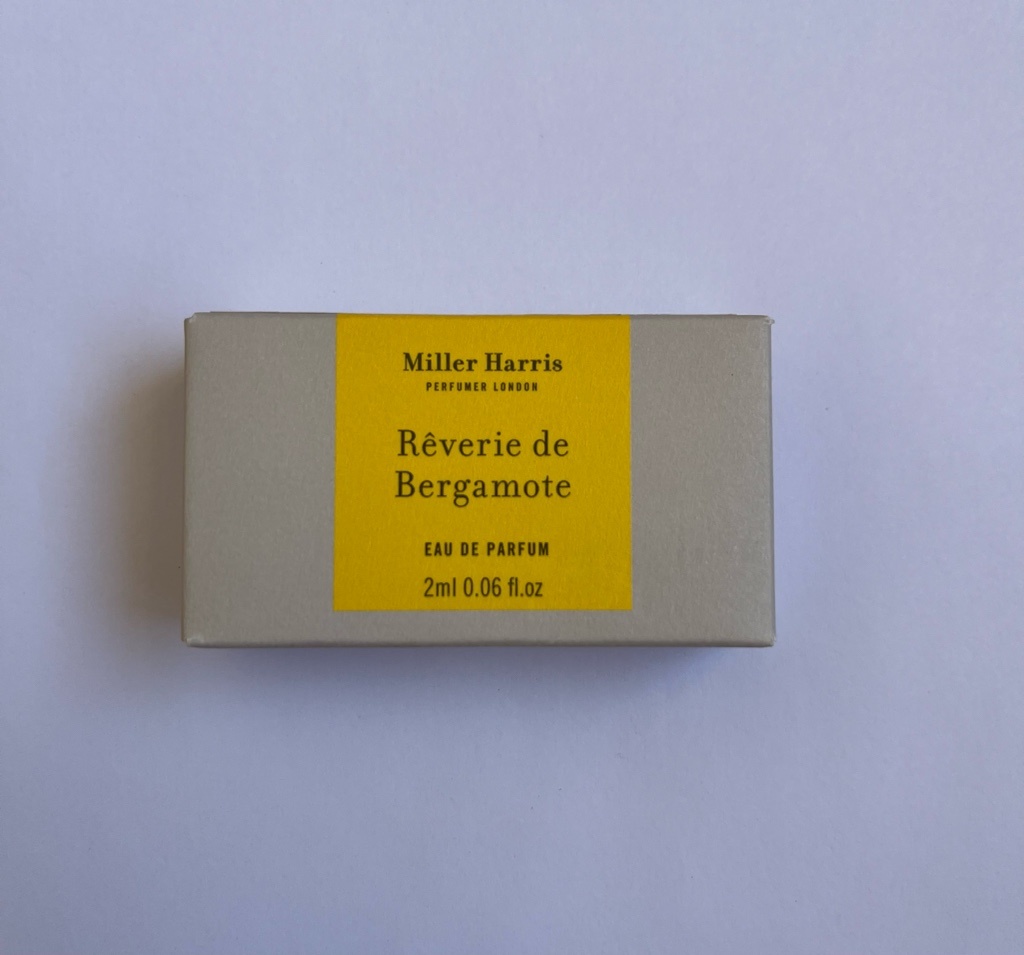 Miller Harris
PERFUMER LONDON
Rêverie de
Bergamote
EAU DE PARFUM
2ml 0.06 fl.oz